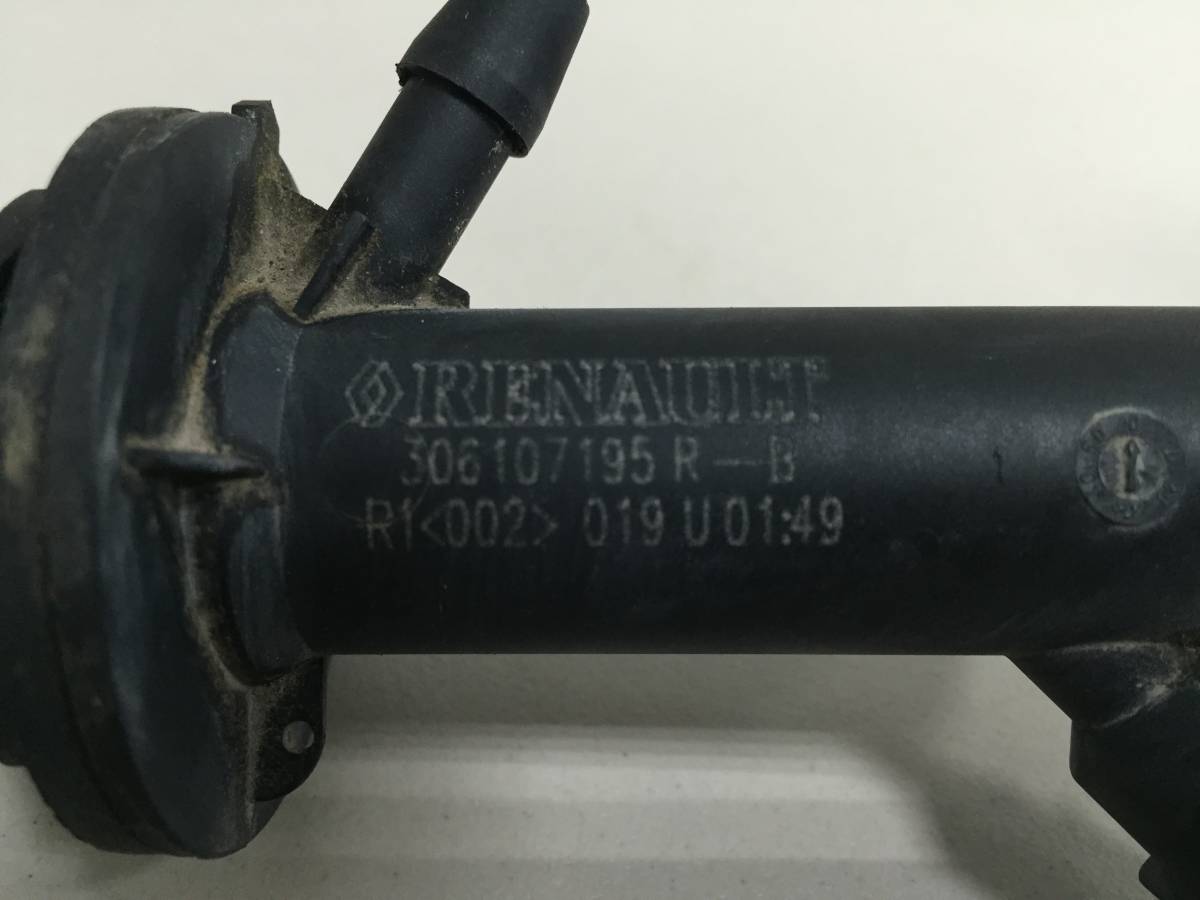 RENAULT
306107195 R — B
R1<002> 019 U 01:49